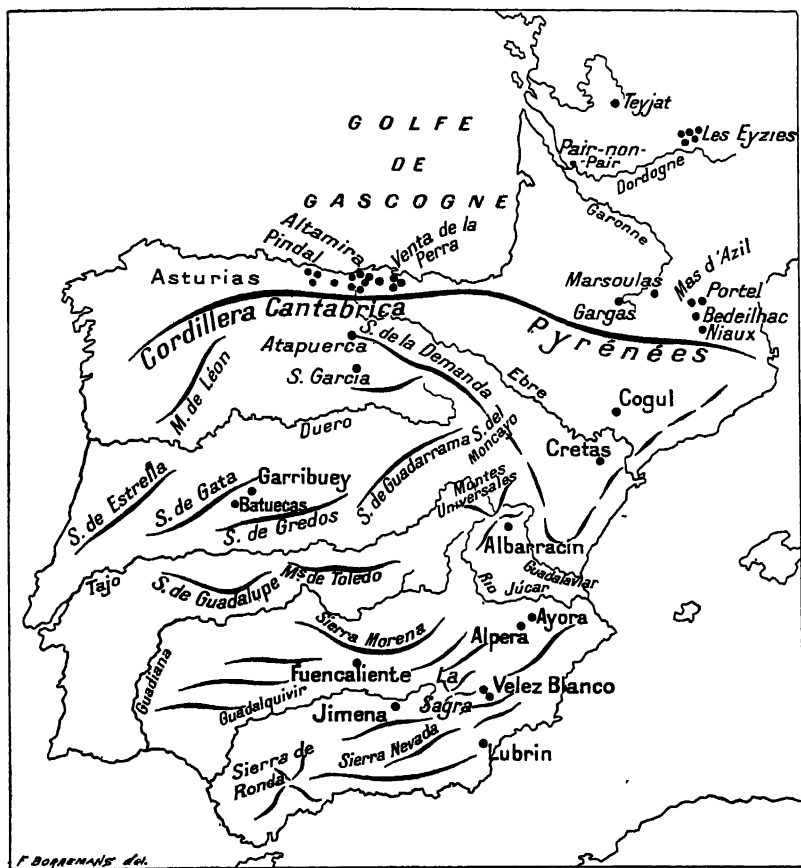 GOLFE
DE
GASCOGNE
Teyjat
Les Eyzies
Pair-non-
Pair
Dordogne
Garonne
Altamira
Pindal
Venta de la
Perra
Asturias
Marsoulas
Mas d'Azil
Gargas
Portel
Bedeilhac
Niaux
Cordillera Cantabrica
Pyrénées
Atapuerca
S. de la Demanda
S. Garcia
M. de Léon
Ebre
Cogul
Duero
S. de Guadarrama
S. del
Moncayo
Cretas
S. de Estrella
S. de Gata
Garribuey
Batuecas
S. de Gredos
Montes
Universales
Albarracin
Tajo
S. de Guadalupe
Ms de Toledo
Rio
Júcar
Guadalaviar
Sierra Morena
Alpera
Ayora
Guadiana
Fuencaliente
La
Sagra
Velez Blanco
Guadalquivir
Jimena
Sierra de
Ronda
Sierra Nevada
Lubrin
F BORREMANS del.